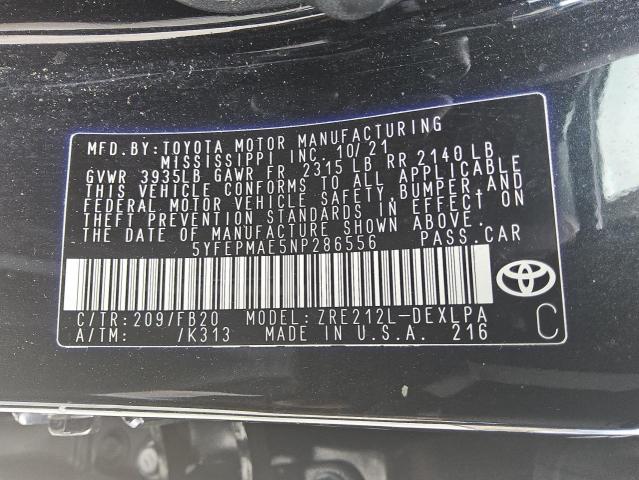 MFD.BY:TOYOTA MOTOR MANUFACTURING
MISSISSIPPI INC. 10/21
GVWR 3935LB GAWR FR 2315 LB RR 2140 LB
THIS VEHICLE CONFORMS TO ALL APPLICABLE
FEDERAL MOTOR VEHICLE SAFETY, BUMPER, AND
THEFT PREVENTION STANDARDS IN EFFECT ON
THE DATE OF MANUFACTURE SHOWN ABOVE.
5YFEPMAE5NP286556 PASS.CAR
C/TR:209/FB20 MODEL:ZRE212L-DEXLPA
A/TM: /K313 MADE IN U.S.A. 216
C